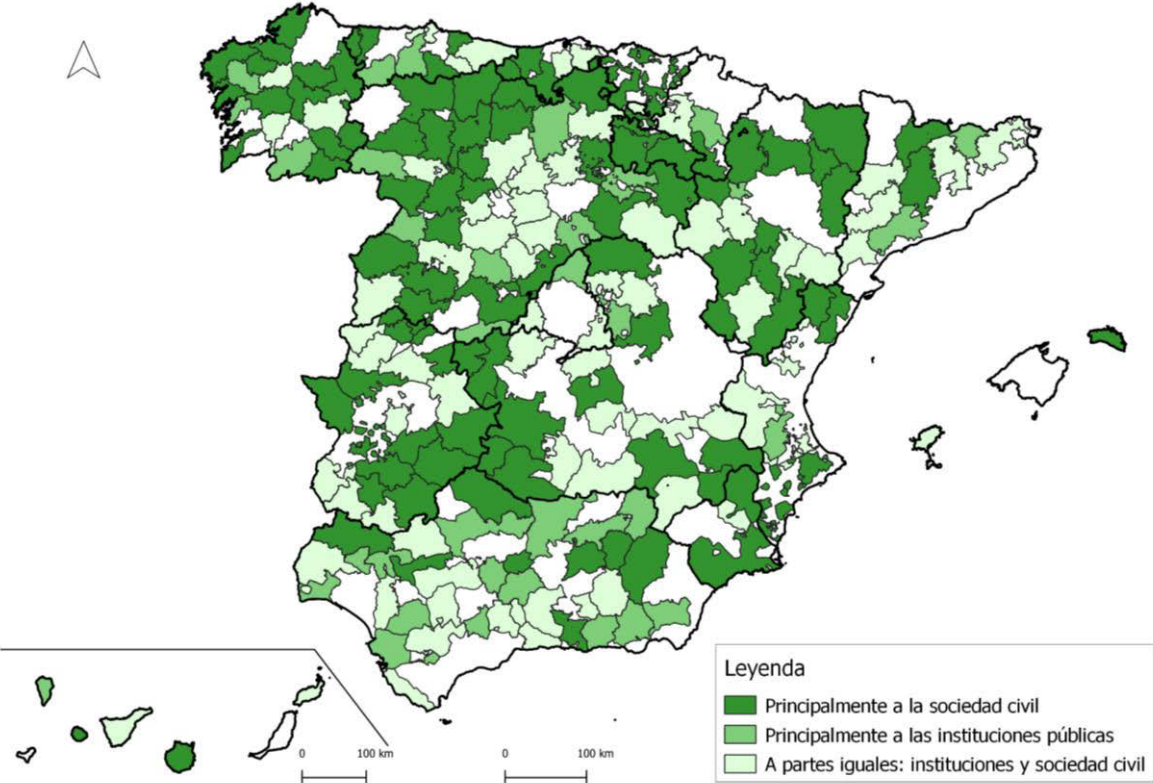 0 100 km 0 100 km
Leyenda
Principalmente a la sociedad civil
Principalmente a las instituciones públicas
A partes iguales: instituciones y sociedad civil